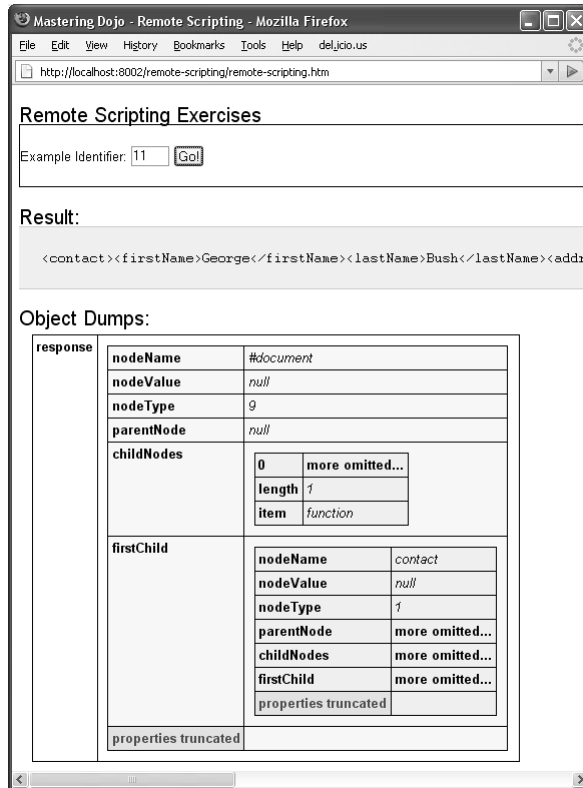 Mastering Dojo - Remote Scripting - Mozilla Firefox
File Edit View History Bookmarks Tools Help del.icio.us
http://localhost:8002/remote-scripting/remote-scripting.htm
Remote Scripting Exercises
Example Identifier: 11 Go!
Result:
<contact><firstName>George</firstName><lastName>Bush</lastName><addr
Object Dumps:
response
nodeName #document
nodeValue null
nodeType 9
parentNode null
childNodes
0 more omitted...
length 1
item function
firstChild
nodeName contact
nodeValue null
nodeType 1
parentNode more omitted...
childNodes more omitted...
firstChild more omitted...
properties truncated
properties truncated